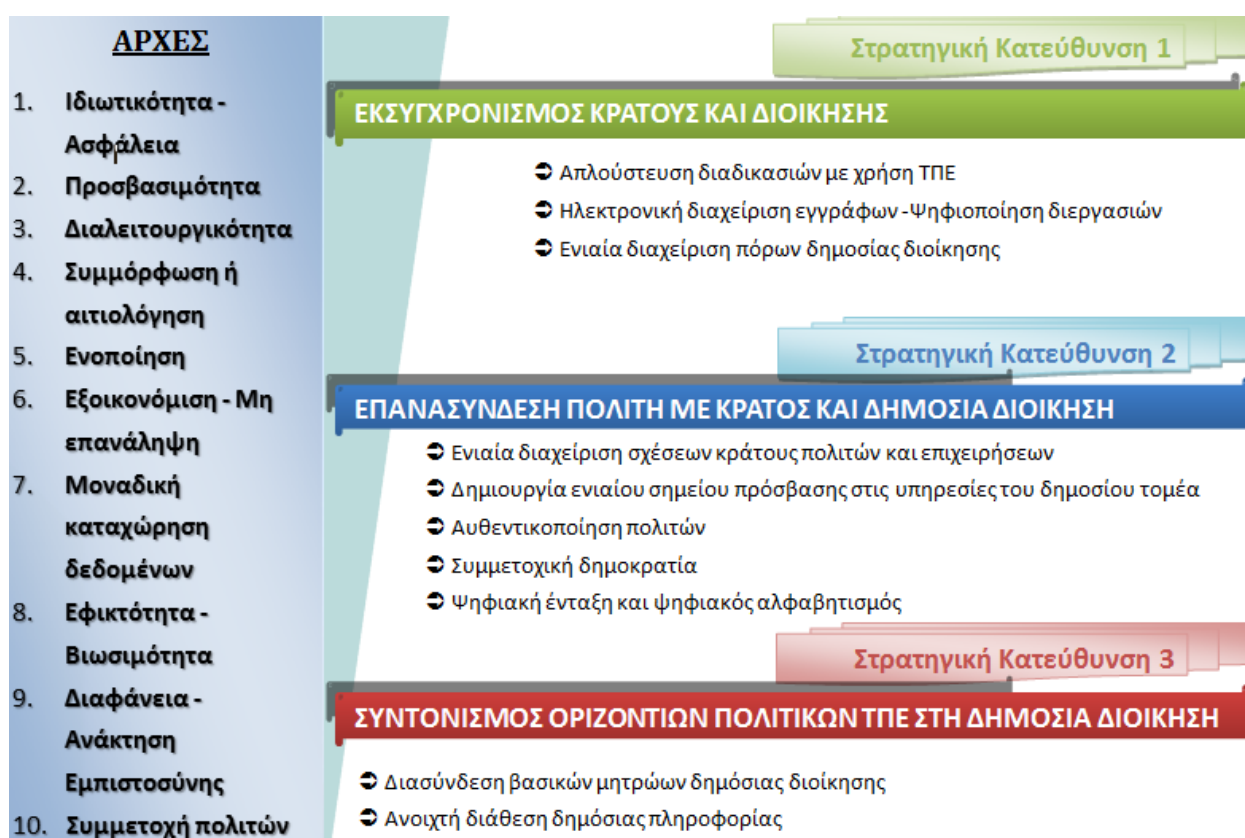 ΑΡΧΕΣ
1. Ιδιωτικότητα -
Ασφάλεια
2. Προσβασιμότητα
3. Διαλειτουργικότητα
4. Συμμόρφωση ή
αιτιολόγηση
5. Ενοποίηση
6. Εξοικονόμιση - Μη
επανάληψη
7. Μοναδική
καταχώρηση
δεδομένων
8. Εφικτότητα -
Βιωσιμότητα
9. Διαφάνεια -
Ανάκτηση
Εμπιστοσύνης
10. Συμμετοχή πολιτών
Στρατηγική Κατεύθυνση 1
ΕΚΣΥΓΧΡΟΝΙΣΜΟΣ ΚΡΑΤΟΥΣ ΚΑΙ ΔΙΟΙΚΗΣΗΣ
➲ Απλούστευση διαδικασιών με χρήση ΤΠΕ
➲ Ηλεκτρονική διαχείριση εγγράφων -Ψηφιοποίηση διεργασιών
➲ Ενιαία διαχείριση πόρων δημοσίας διοίκησης
Στρατηγική Κατεύθυνση 2
ΕΠΑΝΑΣΥΝΔΕΣΗ ΠΟΛΙΤΗ ΜΕ ΚΡΑΤΟΣ ΚΑΙ ΔΗΜΟΣΙΑ ΔΙΟΙΚΗΣΗ
➲ Ενιαία διαχείριση σχέσεων κράτους πολιτών και επιχειρήσεων
➲ Δημιουργία ενιαίου σημείου πρόσβασης στις υπηρεσίες του δημοσίου τομέα
➲ Αυθεντικοποίηση πολιτών
➲ Συμμετοχική δημοκρατία
➲ Ψηφιακή ένταξη και ψηφιακός αλφαβητισμός
Στρατηγική Κατεύθυνση 3
ΣΥΝΤΟΝΙΣΜΟΣ ΟΡΙΖΟΝΤΙΩΝ ΠΟΛΙΤΙΚΩΝ ΤΠΕ ΣΤΗ ΔΗΜΟΣΙΑ ΔΙΟΙΚΗΣΗ
➲ Διασύνδεση βασικών μητρώων δημόσιας διοίκησης
➲ Ανοιχτή διάθεση δημόσιας πληροφορίας